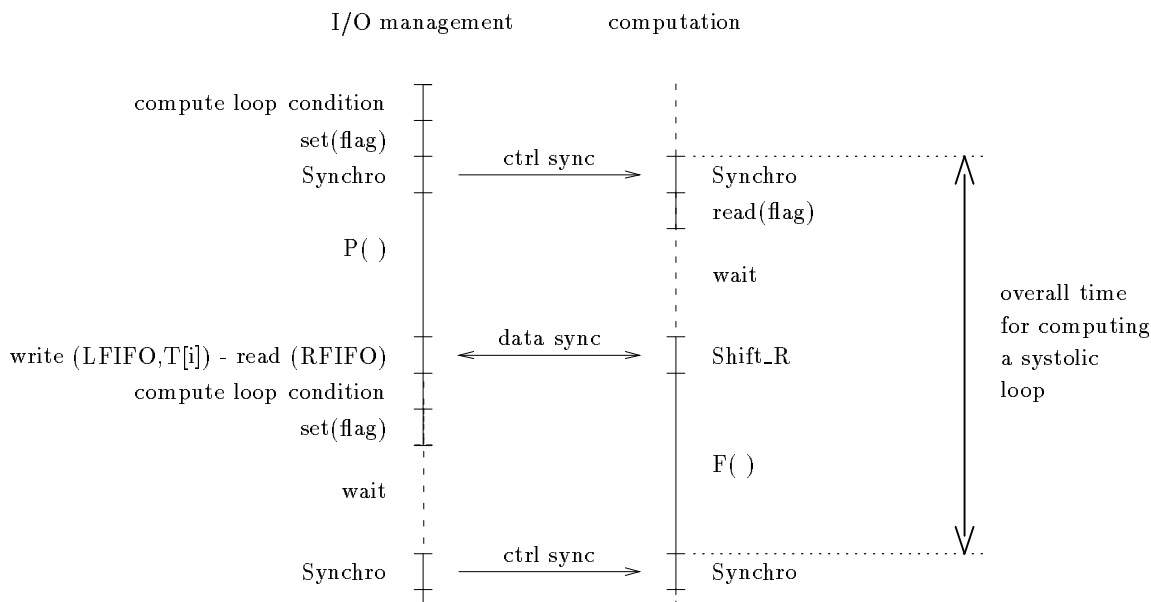 I/O management computation
compute loop condition
set(flag)
ctrl sync
Synchro Synchro
read(flag)
P( )
wait
overall time
data sync
for computing
write (LFIFO,T[i]) - read (RFIFO) Shift_R
a systolic
compute loop condition
loop
set(flag)
F( )
wait
ctrl sync
Synchro Synchro